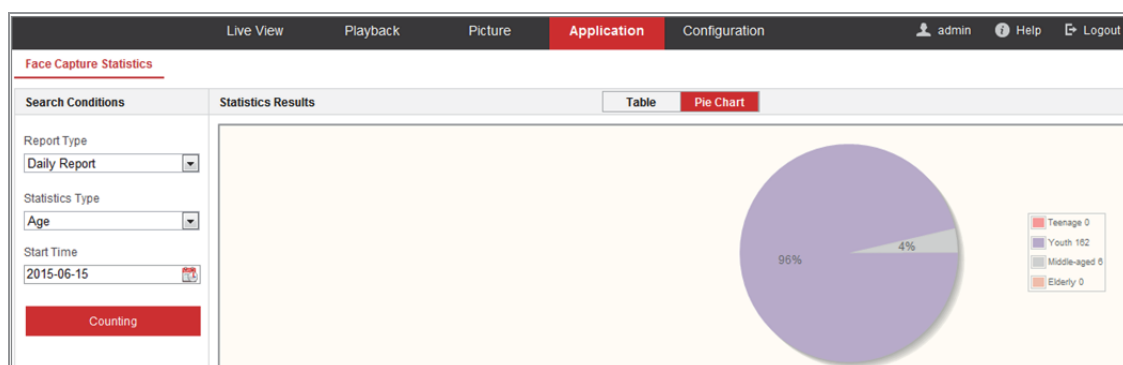 Live View Playback Picture Application Configuration admin Help Logout
Face Capture Statistics
Search Conditions
Statistics Results
Table Pie Chart
Report Type
Daily Report
Statistics Type
Age
Start Time
2015-06-15
Counting
96%
4%
Teenage 0
Youth 162
Middle-aged 6
Elderly 0